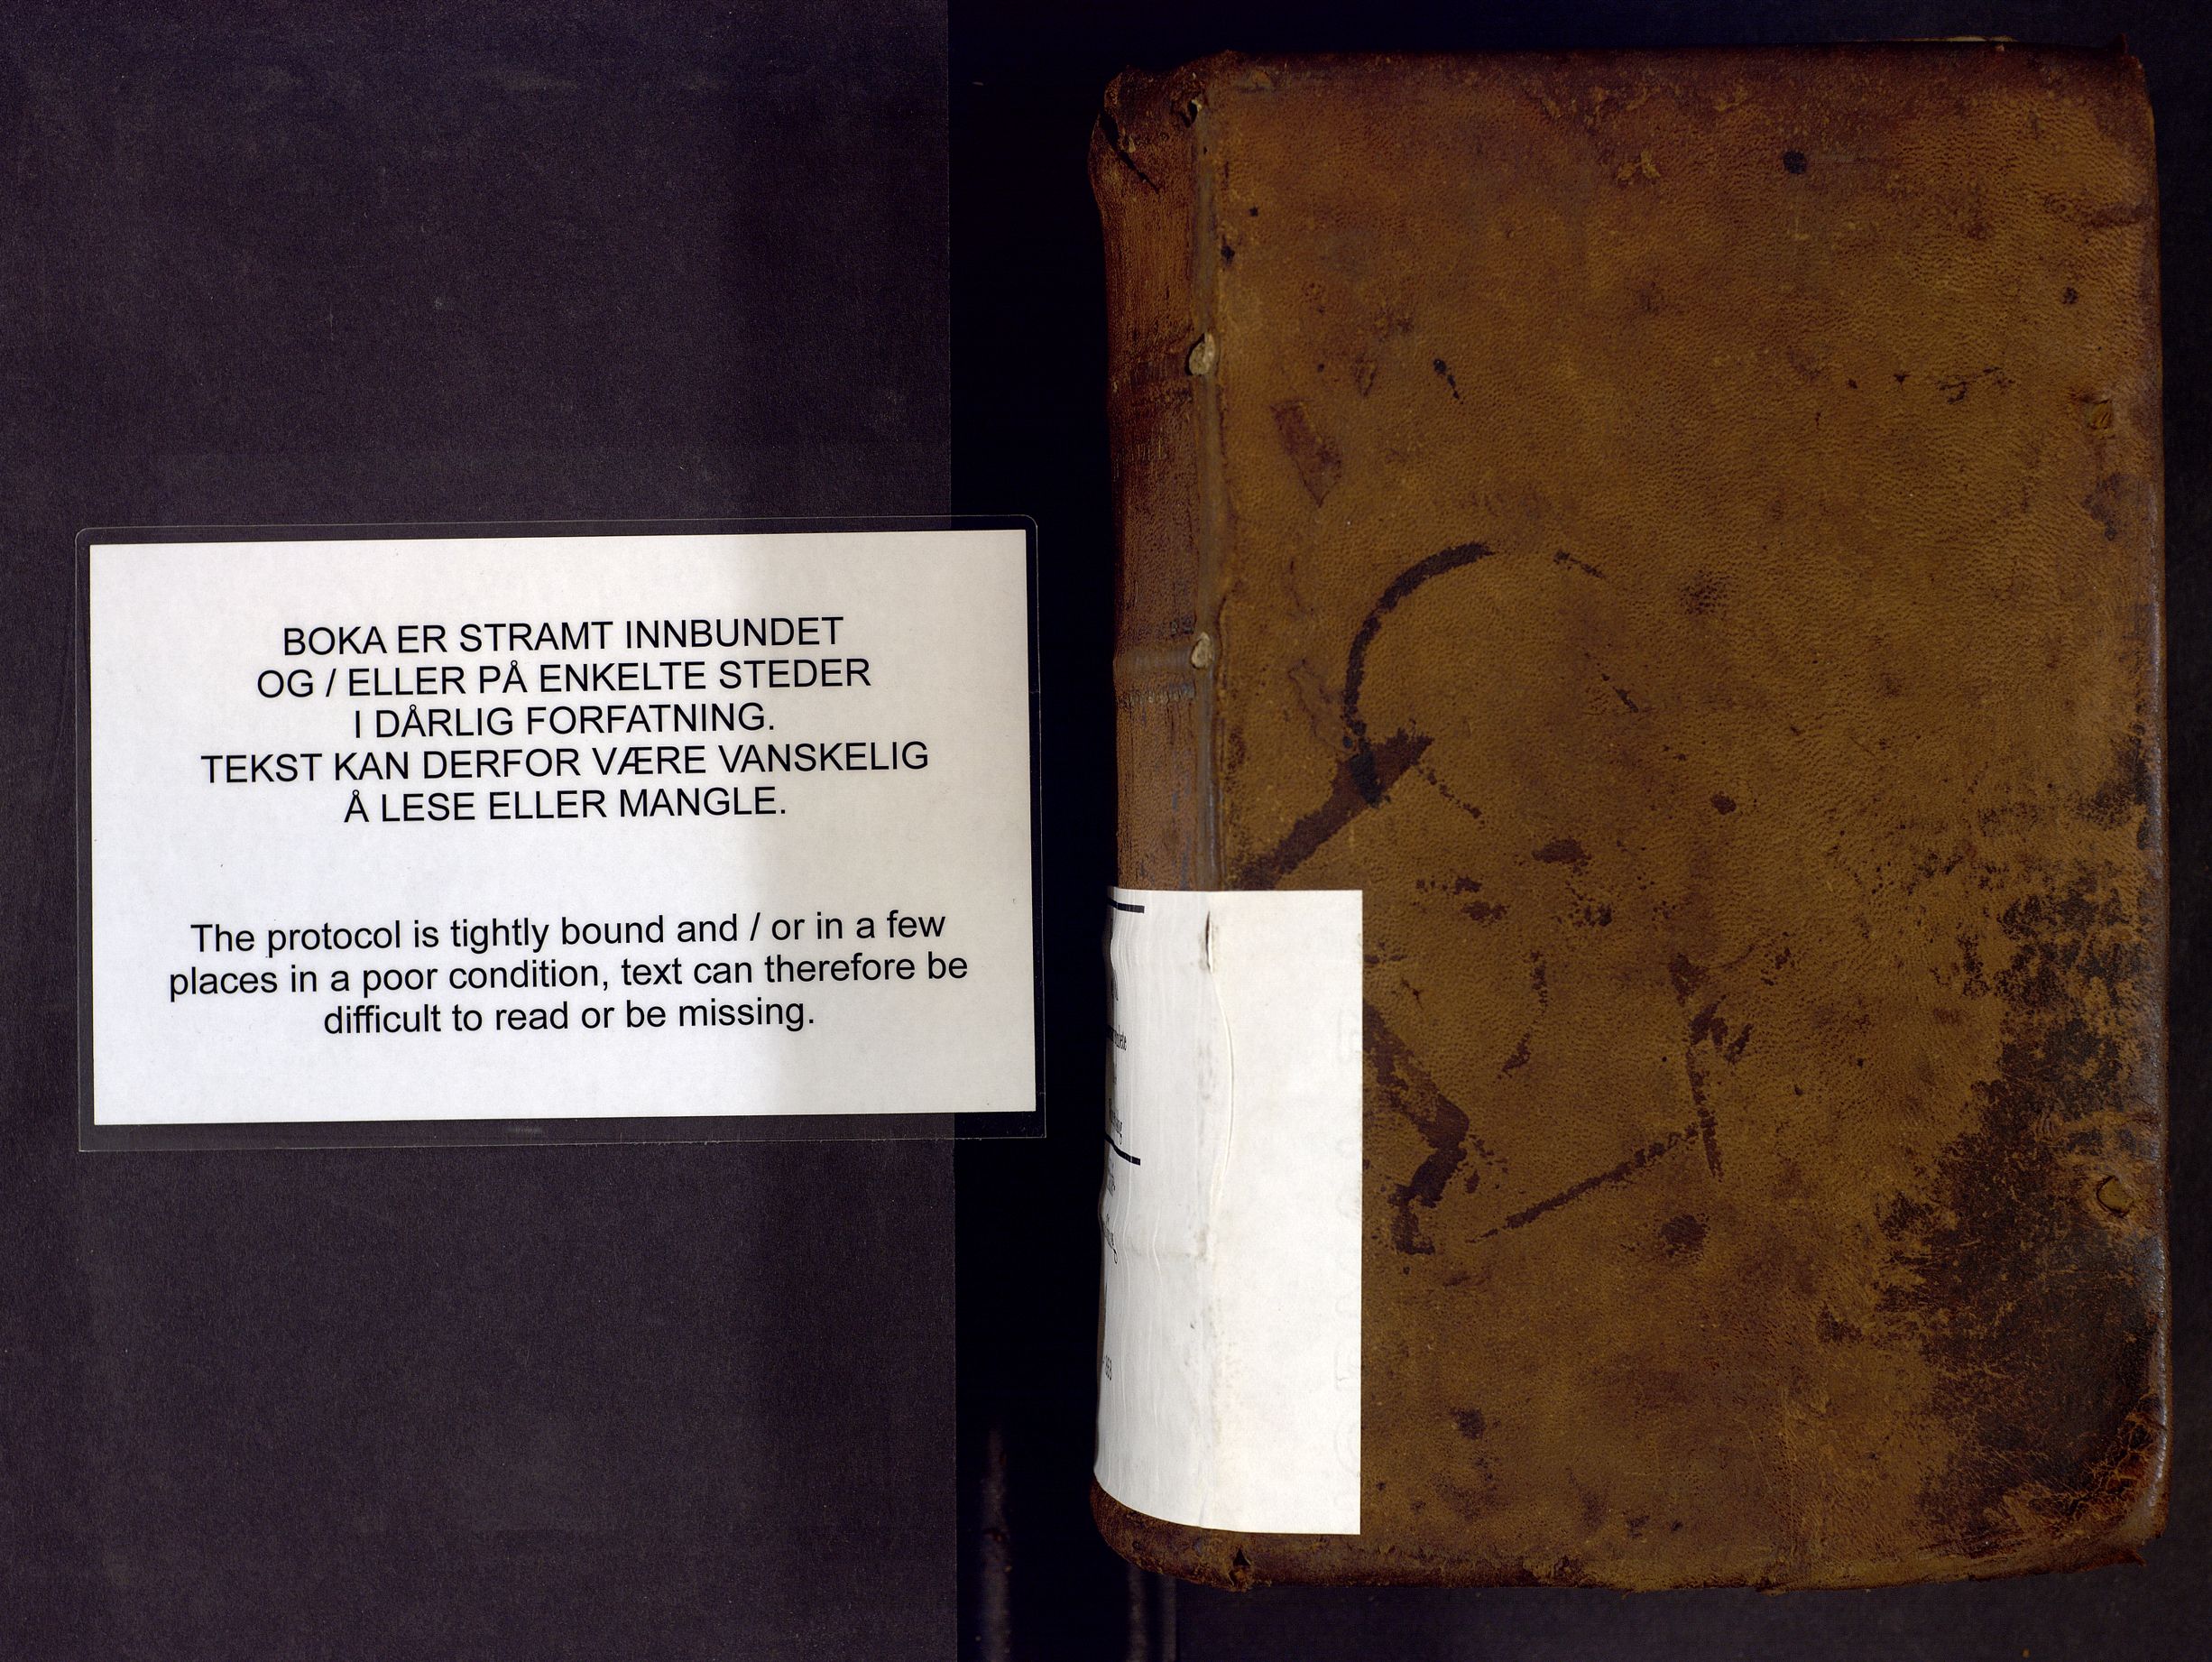 BOKA ER STRAMT INNBUNDET
OG / ELLER PÅ ENKELTE STEDER
I DÅRLIG FORFATNING.
TEKST KAN DERFOR VÆRE VANSKELIG
Å LESE ELLER MANGLE.
The protocol is tightly bound and / or in a few
places in a poor condition, text can therefore be
difficult to read or be missing.